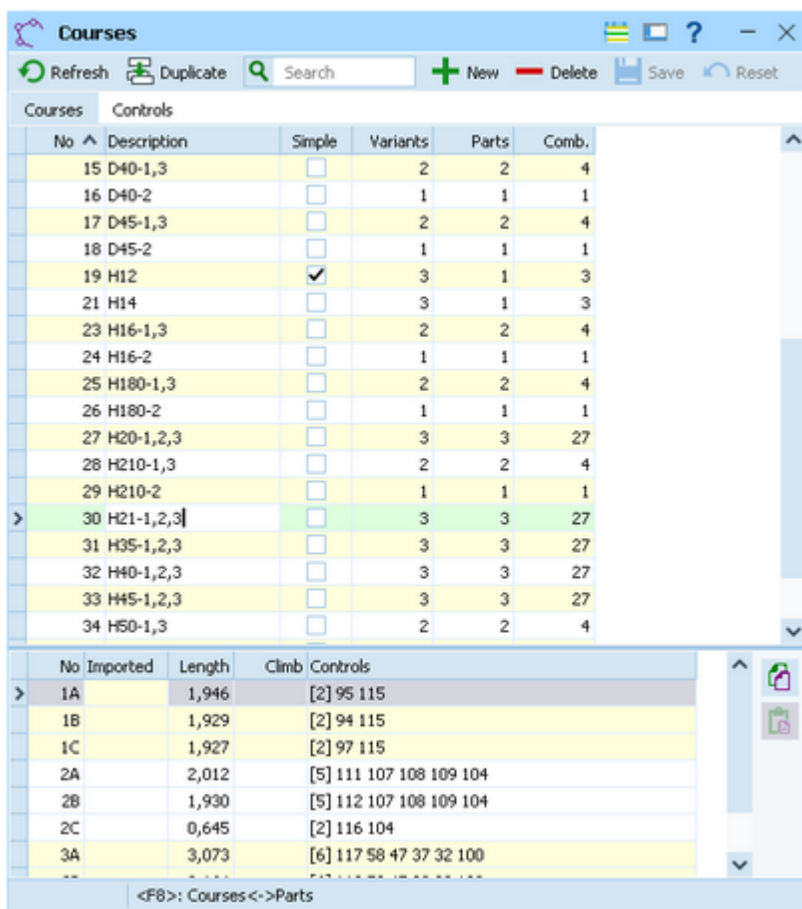 Courses
Refresh Duplicate Search New Delete Save Reset
Courses Controls
No Description Simple Variants Parts Comb.
15 D40-1,3 2 2 4
16 D40-2 1 1 1
17 D45-1,3 2 2 4
18 D45-2 1 1 1
19 H12 3 1 3
21 H14 3 1 3
23 H16-1,3 2 2 4
24 H16-2 1 1 1
25 H180-1,3 2 2 4
26 H180-2 1 1 1
27 H20-1,2,3 3 3 27
28 H210-1,3 2 2 4
29 H210-2 1 1 1
30 H21-1,2,3 3 3 27
31 H35-1,2,3 3 3 27
32 H40-1,2,3 3 3 27
33 H45-1,2,3 3 3 27
34 H50-1,3 2 2 4
No Imported Length Climb Controls
1A 1,946 [2] 95 115
1B 1,929 [2] 94 115
1C 1,927 [2] 97 115
2A 2,012 [5] 111 107 108 109 104
2B 1,930 [5] 112 107 108 109 104
2C 0,645 [2] 116 104
3A 3,073 [6] 117 58 47 37 32 100
<F8>: Courses<->Parts